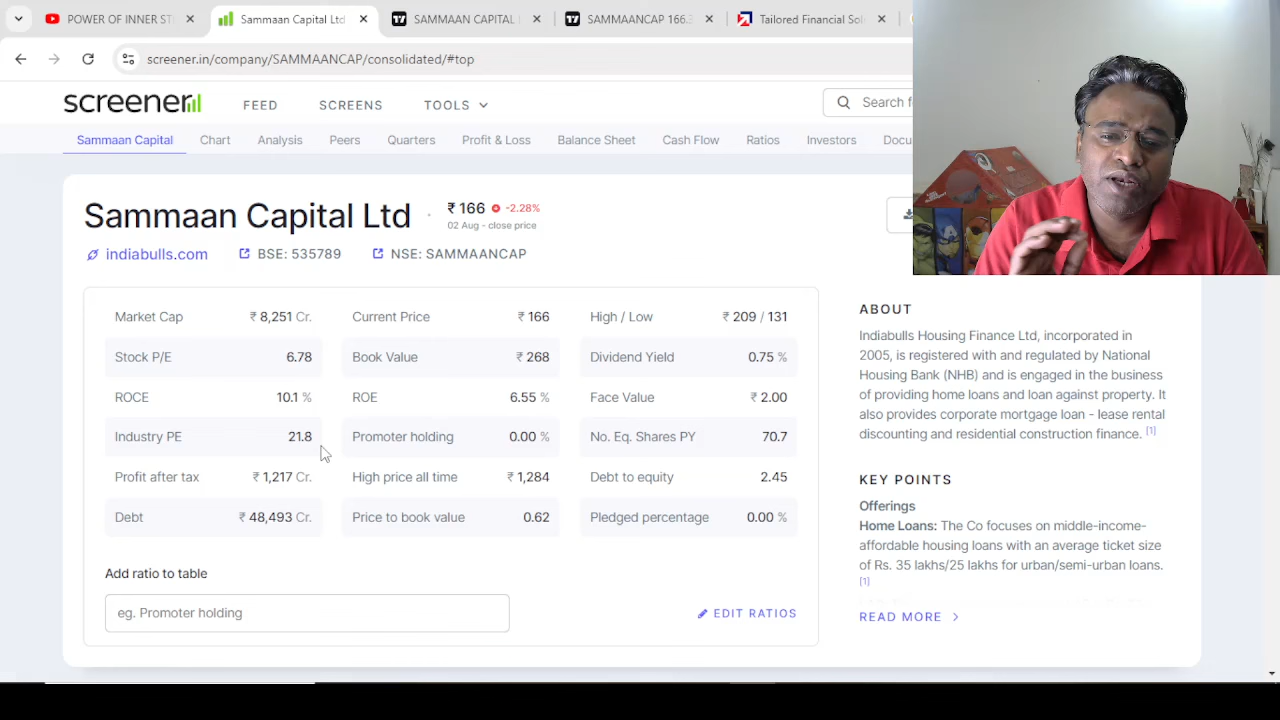 POWER OF INNER ST
Sammaan Capital Ltd
SAMMAAN CAPITAL
SAMMAANCAP 166.
Tailored Financial Sol
screener.in/company/SAMMAANCAP/consolidated/#top
screener
FEED SCREENS TOOLS
Search f
Sammaan Capital Chart Analysis Peers Quarters Profit & Loss Balance Sheet Cash Flow Ratios Investors Docu
Sammaan Capital Ltd
₹ 166 -2.28%
02 Aug - close price
indiabulls.com BSE: 535789 NSE: SAMMAANCAP
Market Cap ₹ 8,251 Cr. Current Price ₹ 166 High / Low ₹ 209 / 131
Stock P/E 6.78 Book Value ₹ 268 Dividend Yield 0.75 %
ROCE 10.1 % ROE 6.55 % Face Value ₹ 2.00
Industry PE 21.8 Promoter holding 0.00 % No. Eq. Shares PY 70.7
Profit after tax ₹ 1,217 Cr. High price all time ₹ 1,284 Debt to equity 2.45
Debt ₹ 48,493 Cr. Price to book value 0.62 Pledged percentage 0.00 %
Add ratio to table
eg. Promoter holding
EDIT RATIOS
ABOUT
Indiabulls Housing Finance Ltd, incorporated in
2005, is registered with and regulated by National
Housing Bank (NHB) and is engaged in the business
of providing home loans and loan against property. It
also provides corporate mortgage loan - lease rental
discounting and residential construction finance. [1]
KEY POINTS
Offerings
Home Loans: The Co focuses on middle-income-
affordable housing loans with an average ticket size
of Rs. 35 lakhs/25 lakhs for urban/semi-urban loans.
[1]
READ MORE